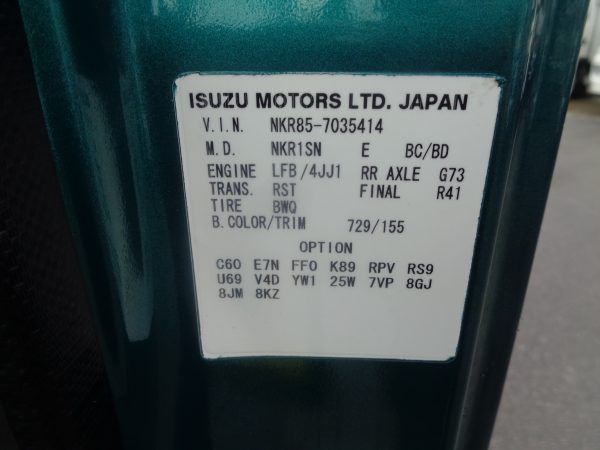 ISUZU MOTORS LTD. JAPAN
V.I.N. NKR85-7035414
M.D. NKR1SN E BC/BD
ENGINE LFB/4JJ1 RR AXLE G73
TRANS. RST FINAL R41
TIRE BWQ
B.COLOR/TRIM 729/155
OPTION
C60 E7N FF0 K89 RPV RS9
U69 V4D YW1 25W 7VP 8GJ
8JM 8KZ